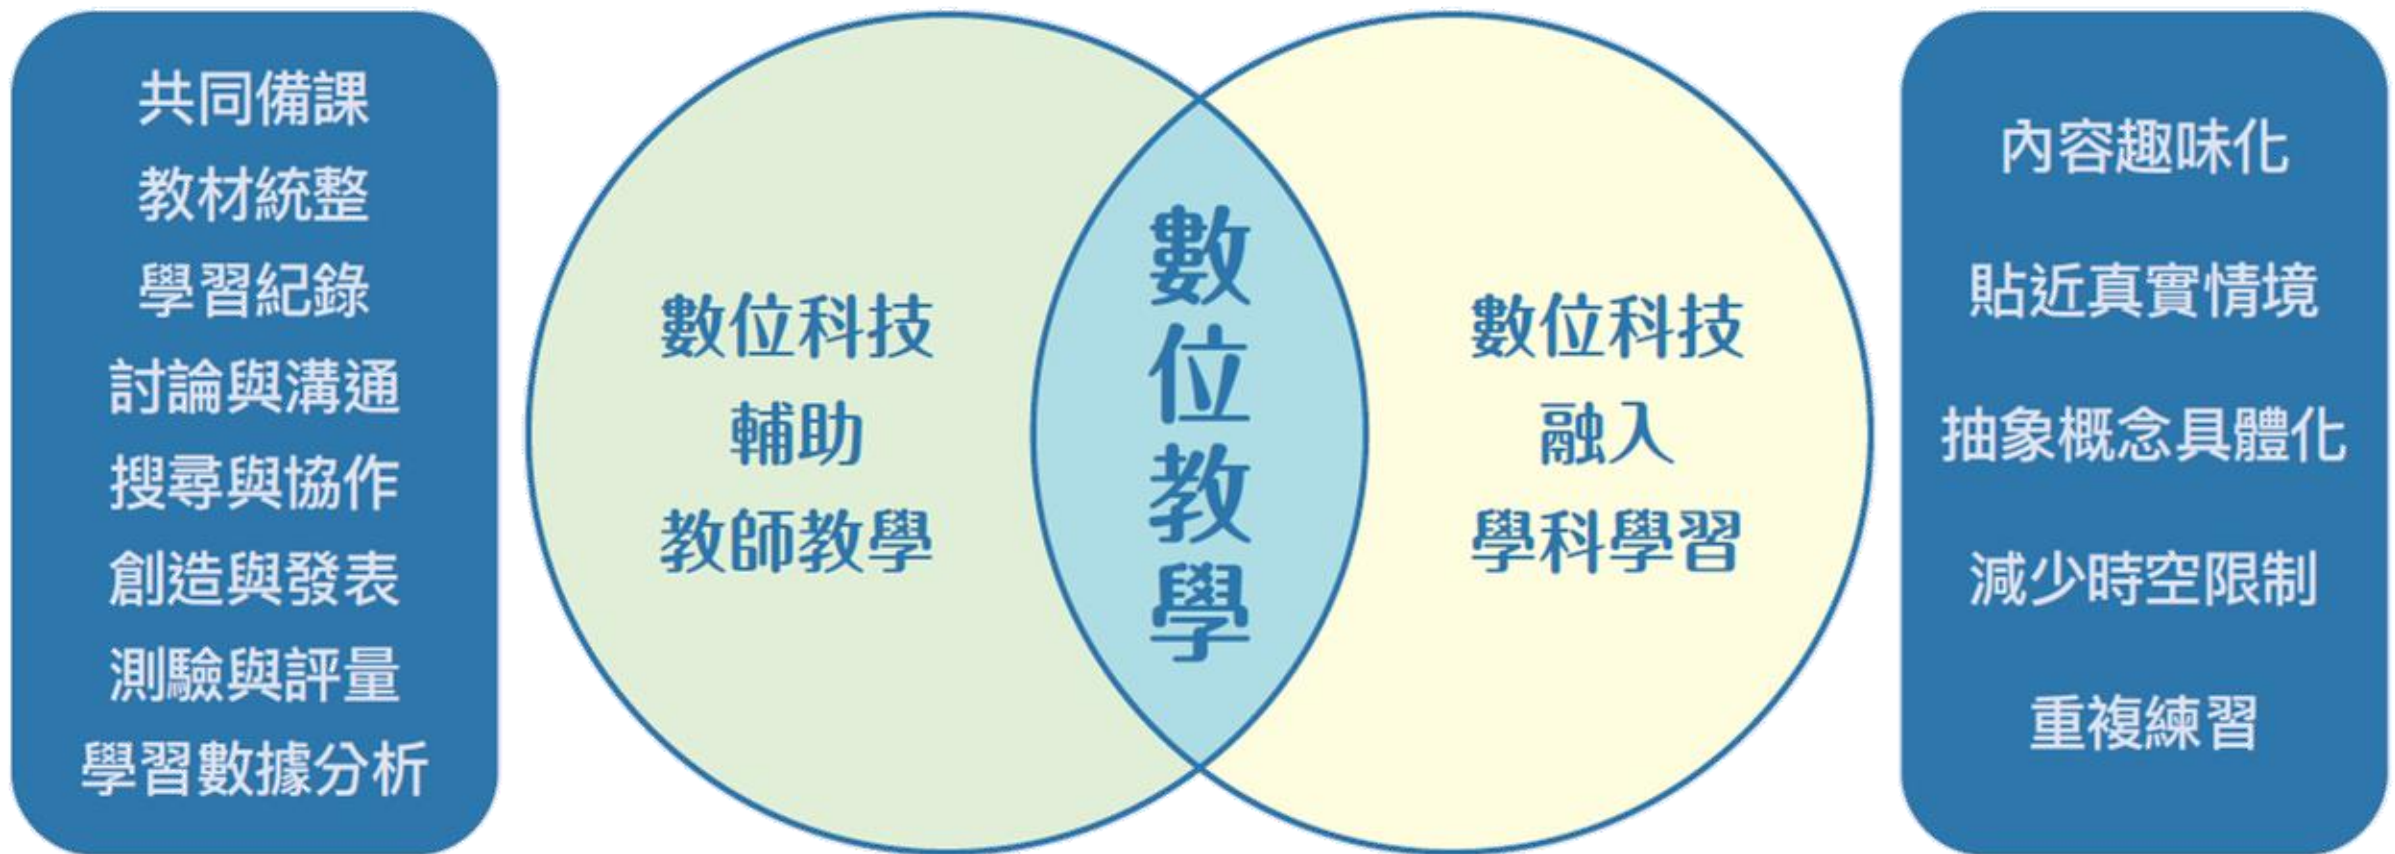 共同備課
教材統整
學習紀錄
討論與溝通
搜尋與協作
創造與發表
測驗與評量
學習數據分析
數位科技
輔助
教師教學
數位教學
數位科技
融入
學科學習
內容趣味化
貼近真實情境
抽象概念具體化
減少時空限制
重複練習